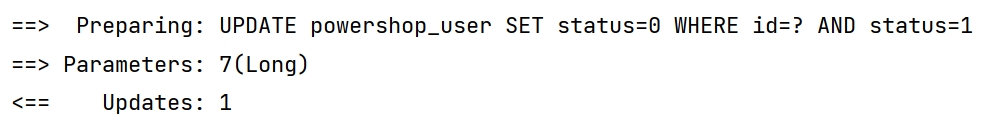 ==>  Preparing: UPDATE powershop_user SET status=0 WHERE id=? AND status=1
==> Parameters: 7(Long)
<==    Updates: 1